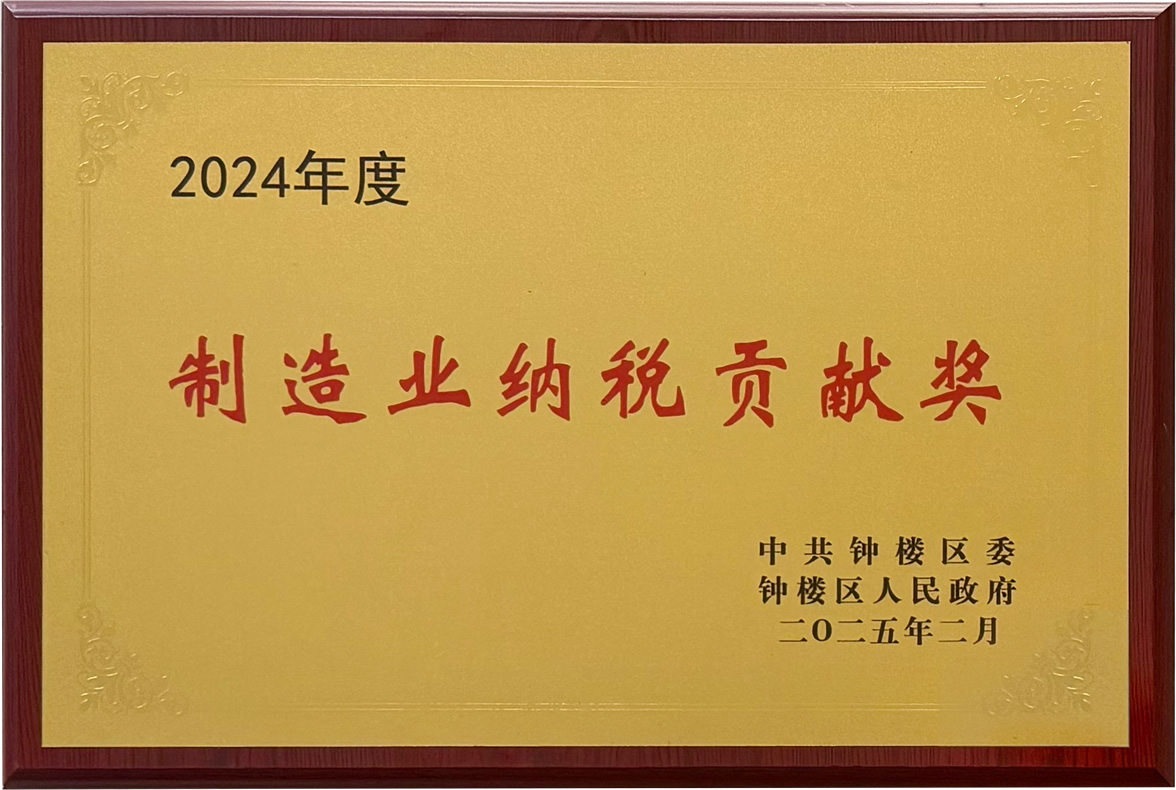 2024年度
制造业纳税贡献奖
中共钟楼区委
钟楼区人民政府
二〇二五年二月